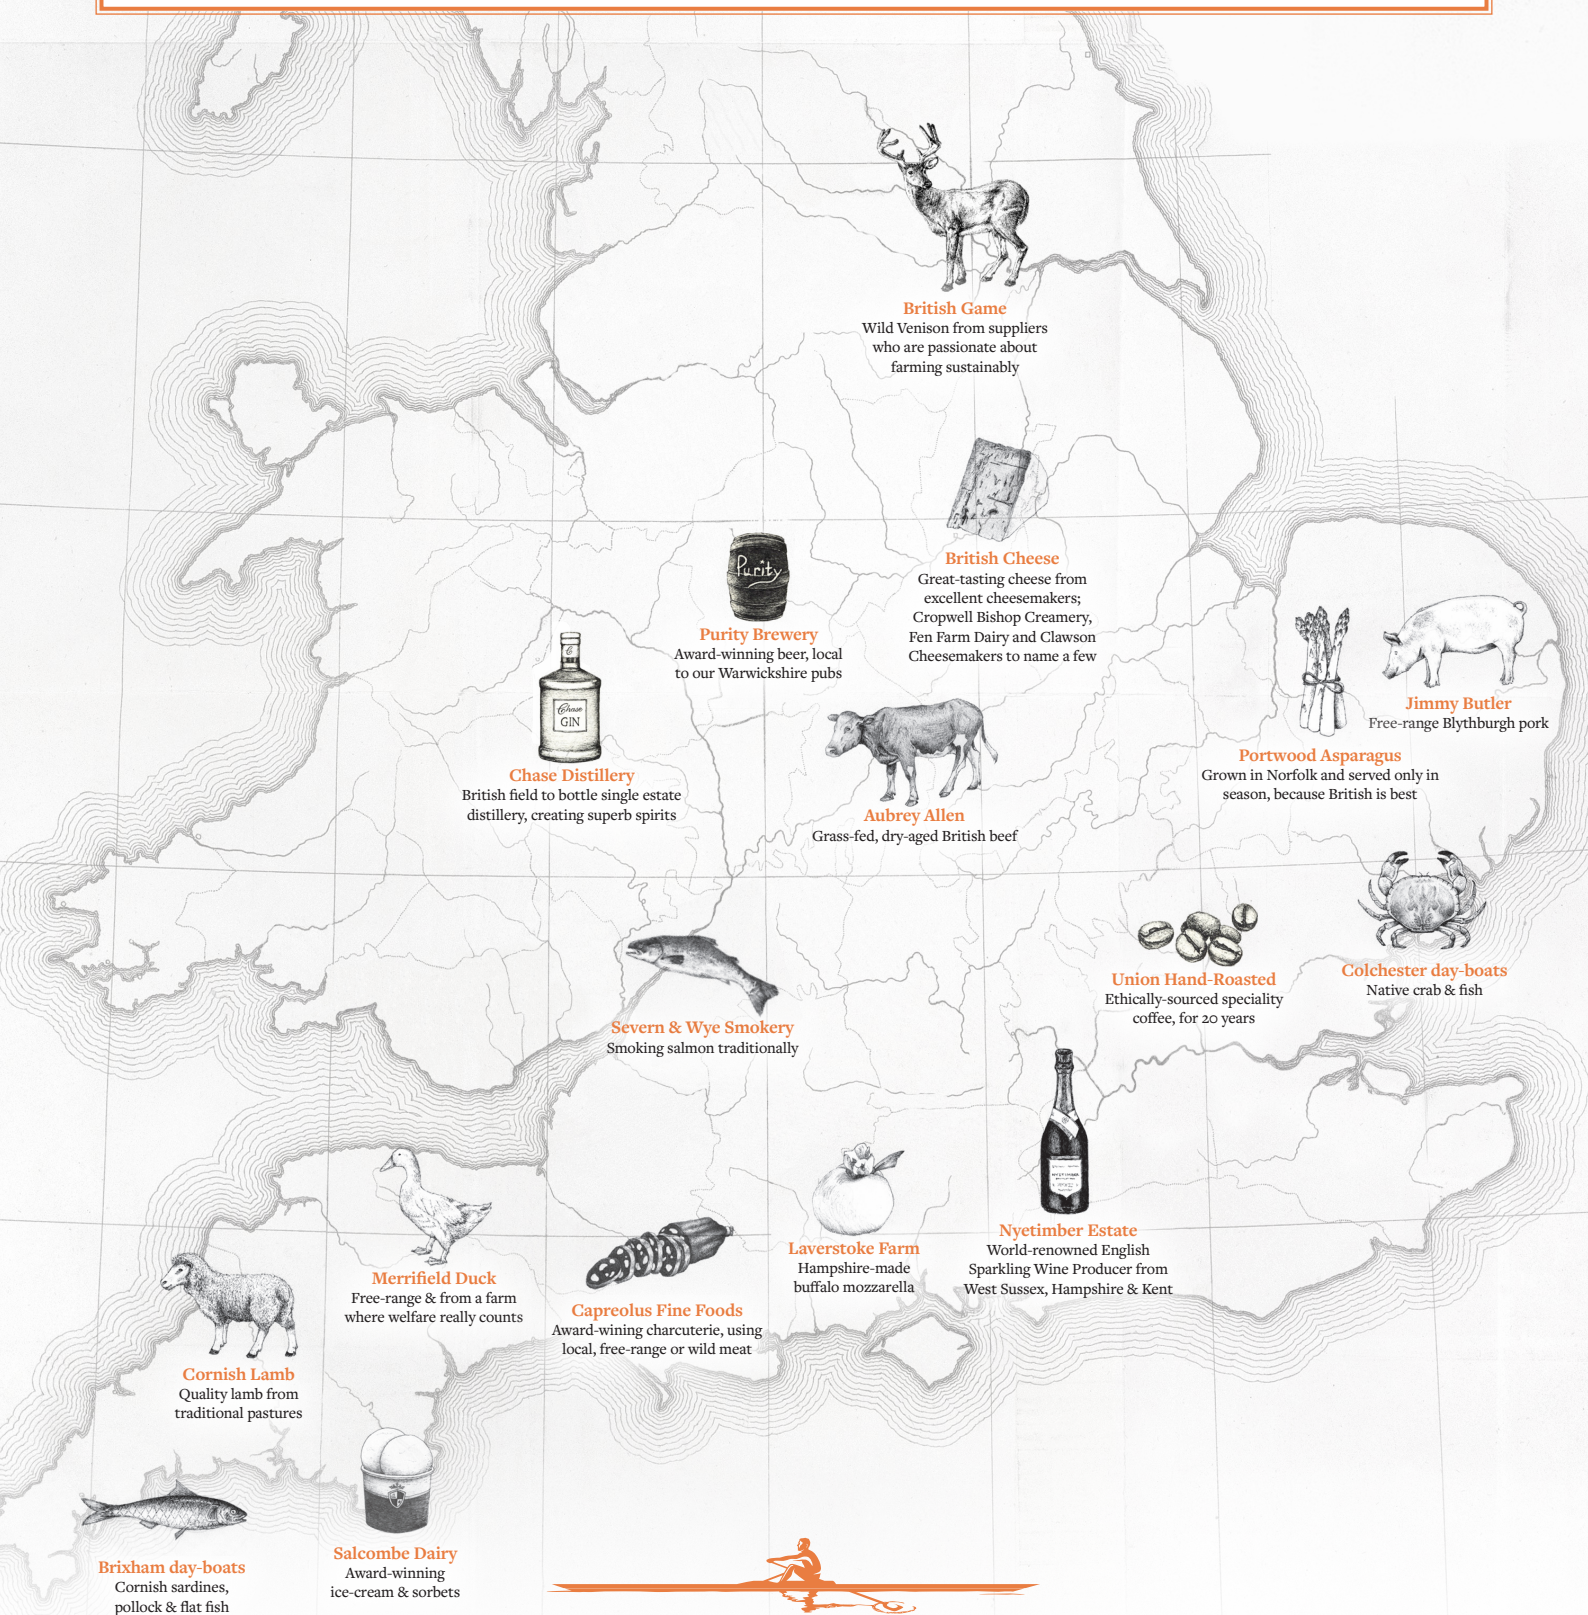 British Game
Wild Venison from suppliers
who are passionate about
farming sustainably
British Cheese
Great-tasting cheese from
excellent cheesemakers;
Cropwell Bishop Creamery,
Fen Farm Dairy and Clawson
Cheesemakers to name a few
Purity
Purity Brewery
Award-winning beer, local
to our Warwickshire pubs
Jimmy Butler
Free-range Blythburgh pork
Portwood Asparagus
Grown in Norfolk and served only in
season, because British is best
Chase
GIN
Chase Distillery
British field to bottle single estate
distillery, creating superb spirits
Aubrey Allen
Grass-fed, dry-aged British beef
Union Hand-Roasted
Ethically-sourced speciality
coffee, for 20 years
Colchester day-boats
Native crab & fish
Severn & Wye Smokery
Smoking salmon traditionally
Nyetimber Estate
World-renowned English
Sparkling Wine Producer from
West Sussex, Hampshire & Kent
Laverstoke Farm
Hampshire-made
buffalo mozzarella
Merrifield Duck
Free-range & from a farm
where welfare really counts
Capreolus Fine Foods
Award-wining charcuterie, using
local, free-range or wild meat
Cornish Lamb
Quality lamb from
traditional pastures
Salcombe Dairy
Award-winning
ice-cream & sorbets
Brixham day-boats
Cornish sardines,
pollock & flat fish